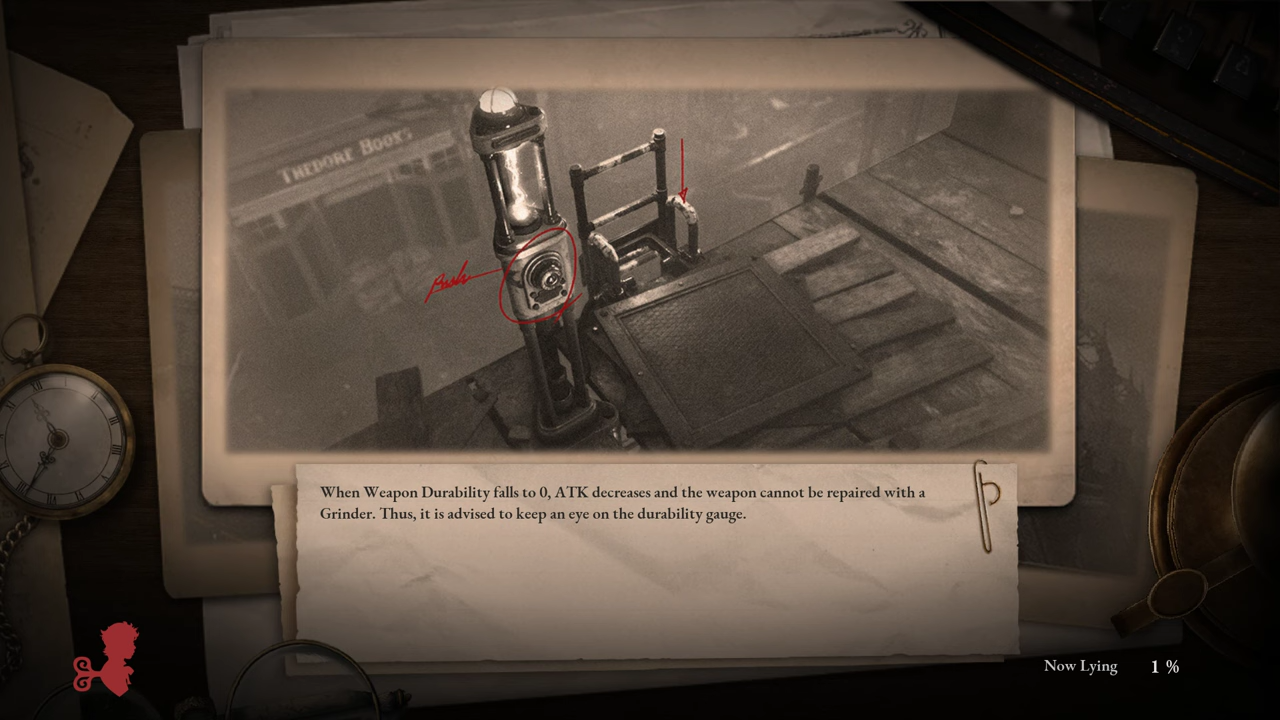 THEDORE BOOKS
Push
When Weapon Durability falls to 0, ATK decreases and the weapon cannot be repaired with a
Grinder. Thus, it is advised to keep an eye on the durability gauge.
Now Lying 1 %